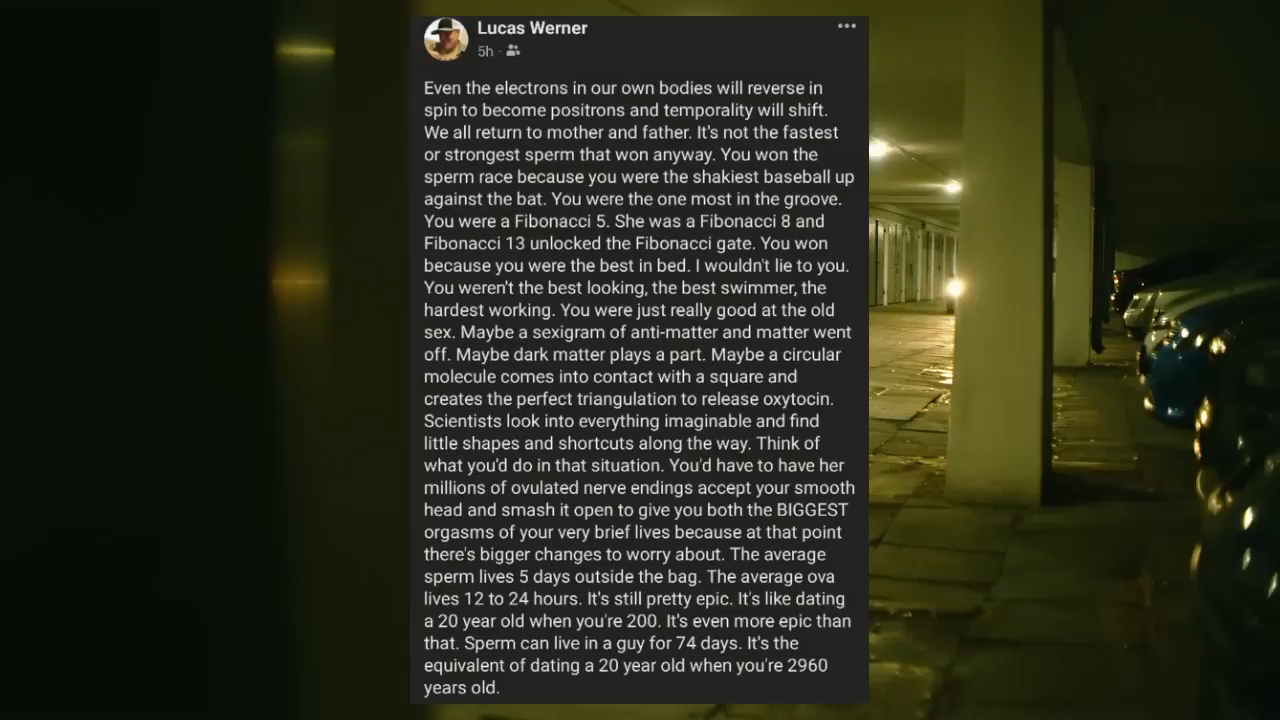 Lucas Werner
5h
Even the electrons in our own bodies will reverse in
spin to become positrons and temporality will shift.
We all return to mother and father. It's not the fastest
or strongest sperm that won anyway. You won the
sperm race because you were the shakiest baseball up
against the bat. You were the one most in the groove.
You were a Fibonacci 5. She was a Fibonacci 8 and
Fibonacci 13 unlocked the Fibonacci gate. You won
because you were the best in bed. I wouldn't lie to you.
You weren't the best looking, the best swimmer, the
hardest working. You were just really good at the old
sex. Maybe a sexigram of anti-matter and matter went
off. Maybe dark matter plays a part. Maybe a circular
molecule comes into contact with a square and
creates the perfect triangulation to release oxytocin.
Scientists look into everything imaginable and find
little shapes and shortcuts along the way. Think of
what you'd do in that situation. You'd have to have her
millions of ovulated nerve endings accept your smooth
head and smash it open to give you both the BIGGEST
orgasms of your very brief lives because at that point
there's bigger changes to worry about. The average
sperm lives 5 days outside the bag. The average ova
lives 12 to 24 hours. It's still pretty epic. It's like dating
a 20 year old when you're 200. It's even more epic than
that. Sperm can live in a guy for 74 days. It's the
equivalent of dating a 20 year old when you're 2960
years old.